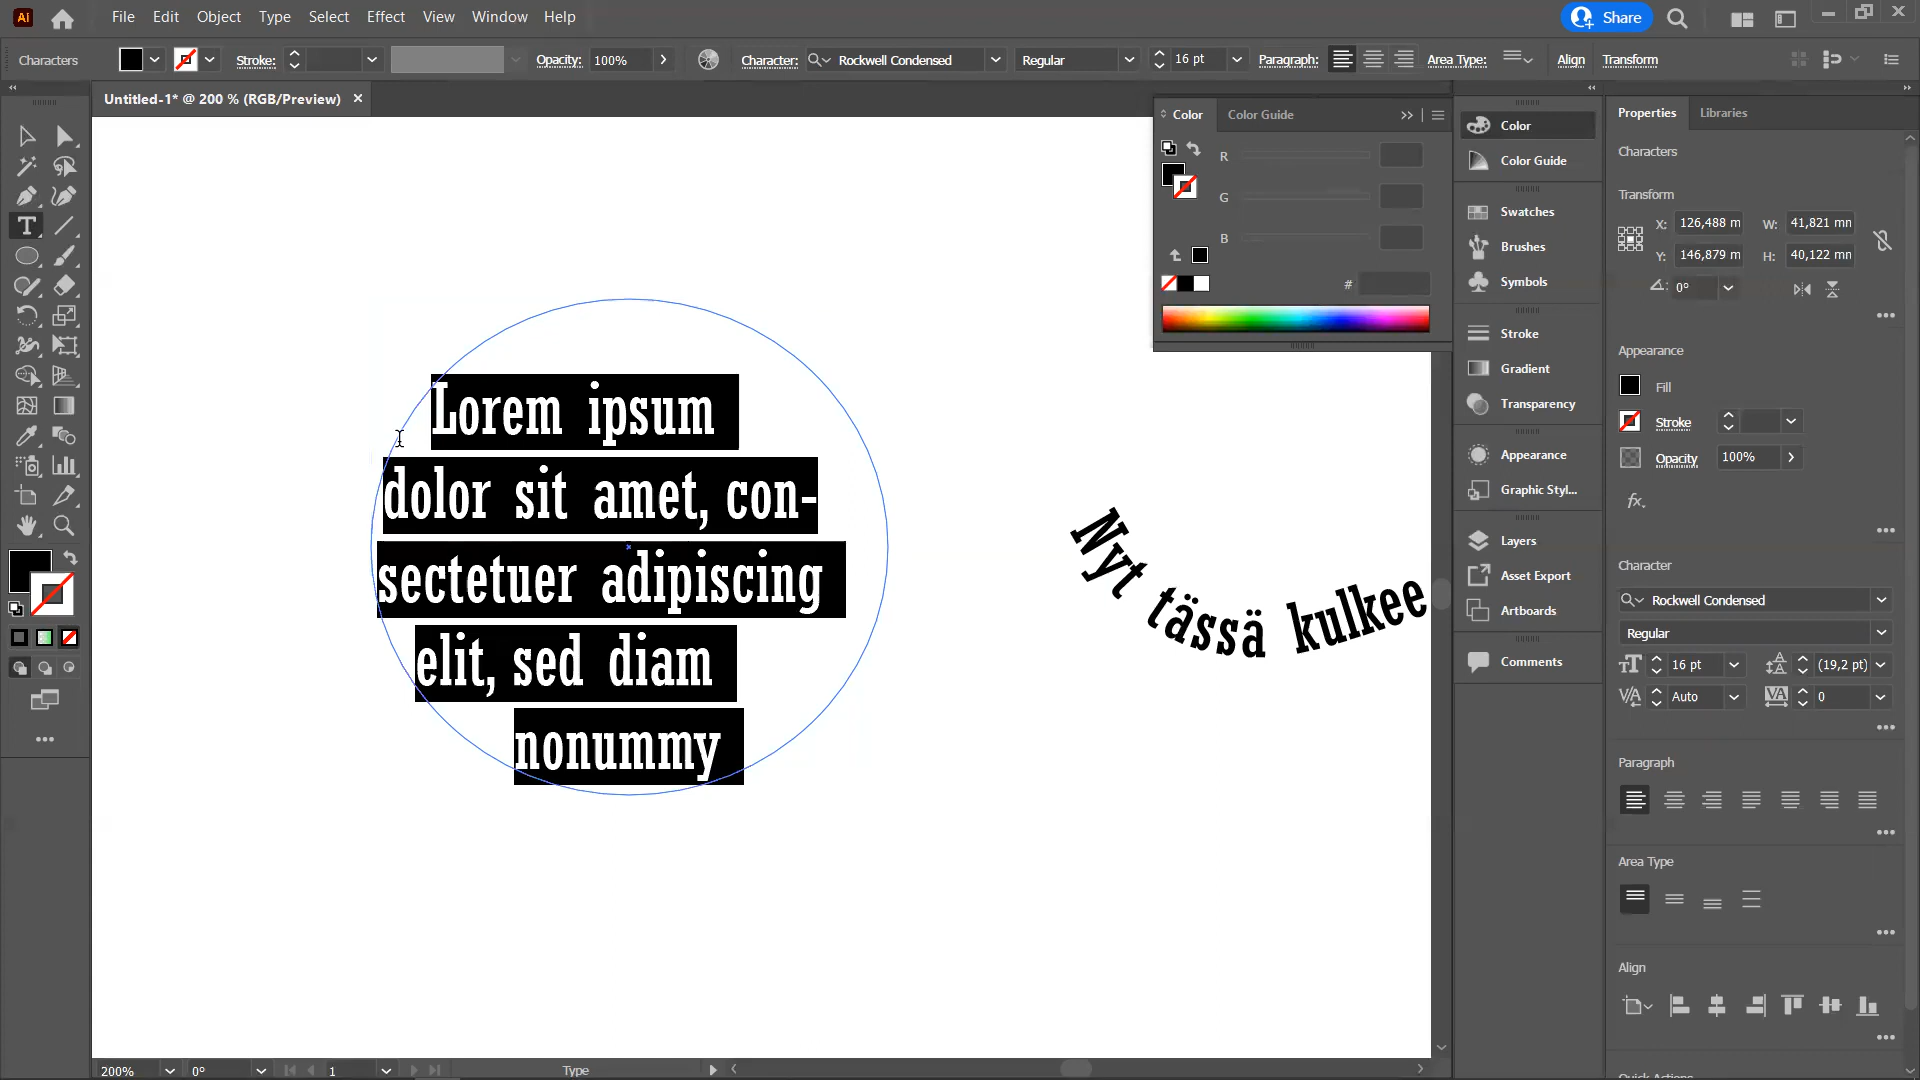 Ai
File Edit Object Type Select Effect View Window Help
Share
Characters
Stroke:
Opacity: 100%
Character: Rockwell Condensed
Regular
16 pt
Paragraph:
Area Type:
Align
Transform
Untitled-1* @ 200 % (RGB/Preview)
Color
Color Guide
R
G
B
#
Color
Color Guide
Swatches
Brushes
Symbols
Stroke
Gradient
Transparency
Appearance
Graphic Styl...
Layers
Asset Export
Artboards
Comments
Properties
Libraries
Characters
Transform
X: 126,488 m
W: 41,821 mn
Y: 146,879 m
H: 40,122 mn
0°
Appearance
Fill
Stroke
Opacity 100%
fx.
Character
Rockwell Condensed
Regular
16 pt
(19,2 pt)
Auto
0
Paragraph
Area Type
Align
Quick Actions
Lorem ipsum
dolor sit amet, con-
sectetuer adipiscing
elit, sed diam
nonummy
Nyt tässä kulkee
200%
0°
1
Type